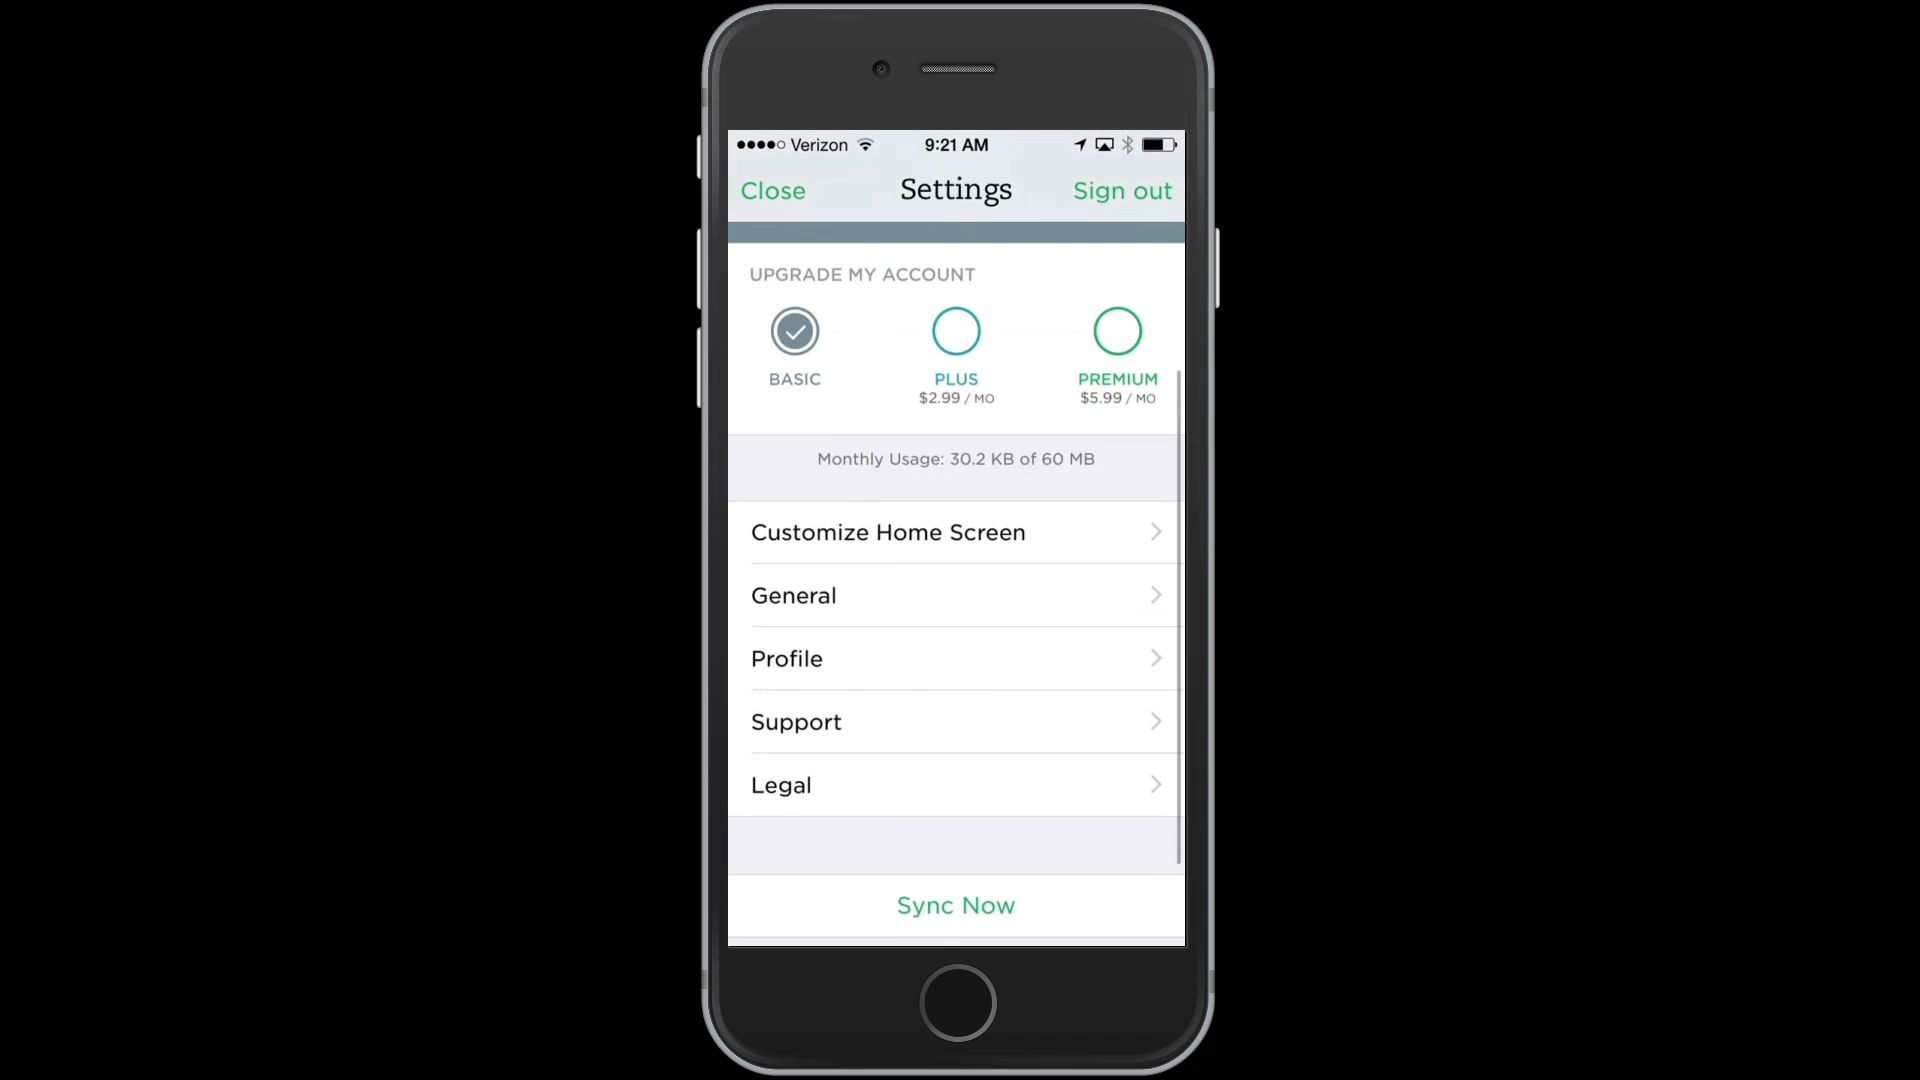 Verizon 9:21 AM
Close Settings Sign out
UPGRADE MY ACCOUNT
BASIC PLUS PREMIUM
$2.99 / MO $5.99 / MO
Monthly Usage: 30.2 KB of 60 MB
Customize Home Screen
General
Profile
Support
Legal
Sync Now